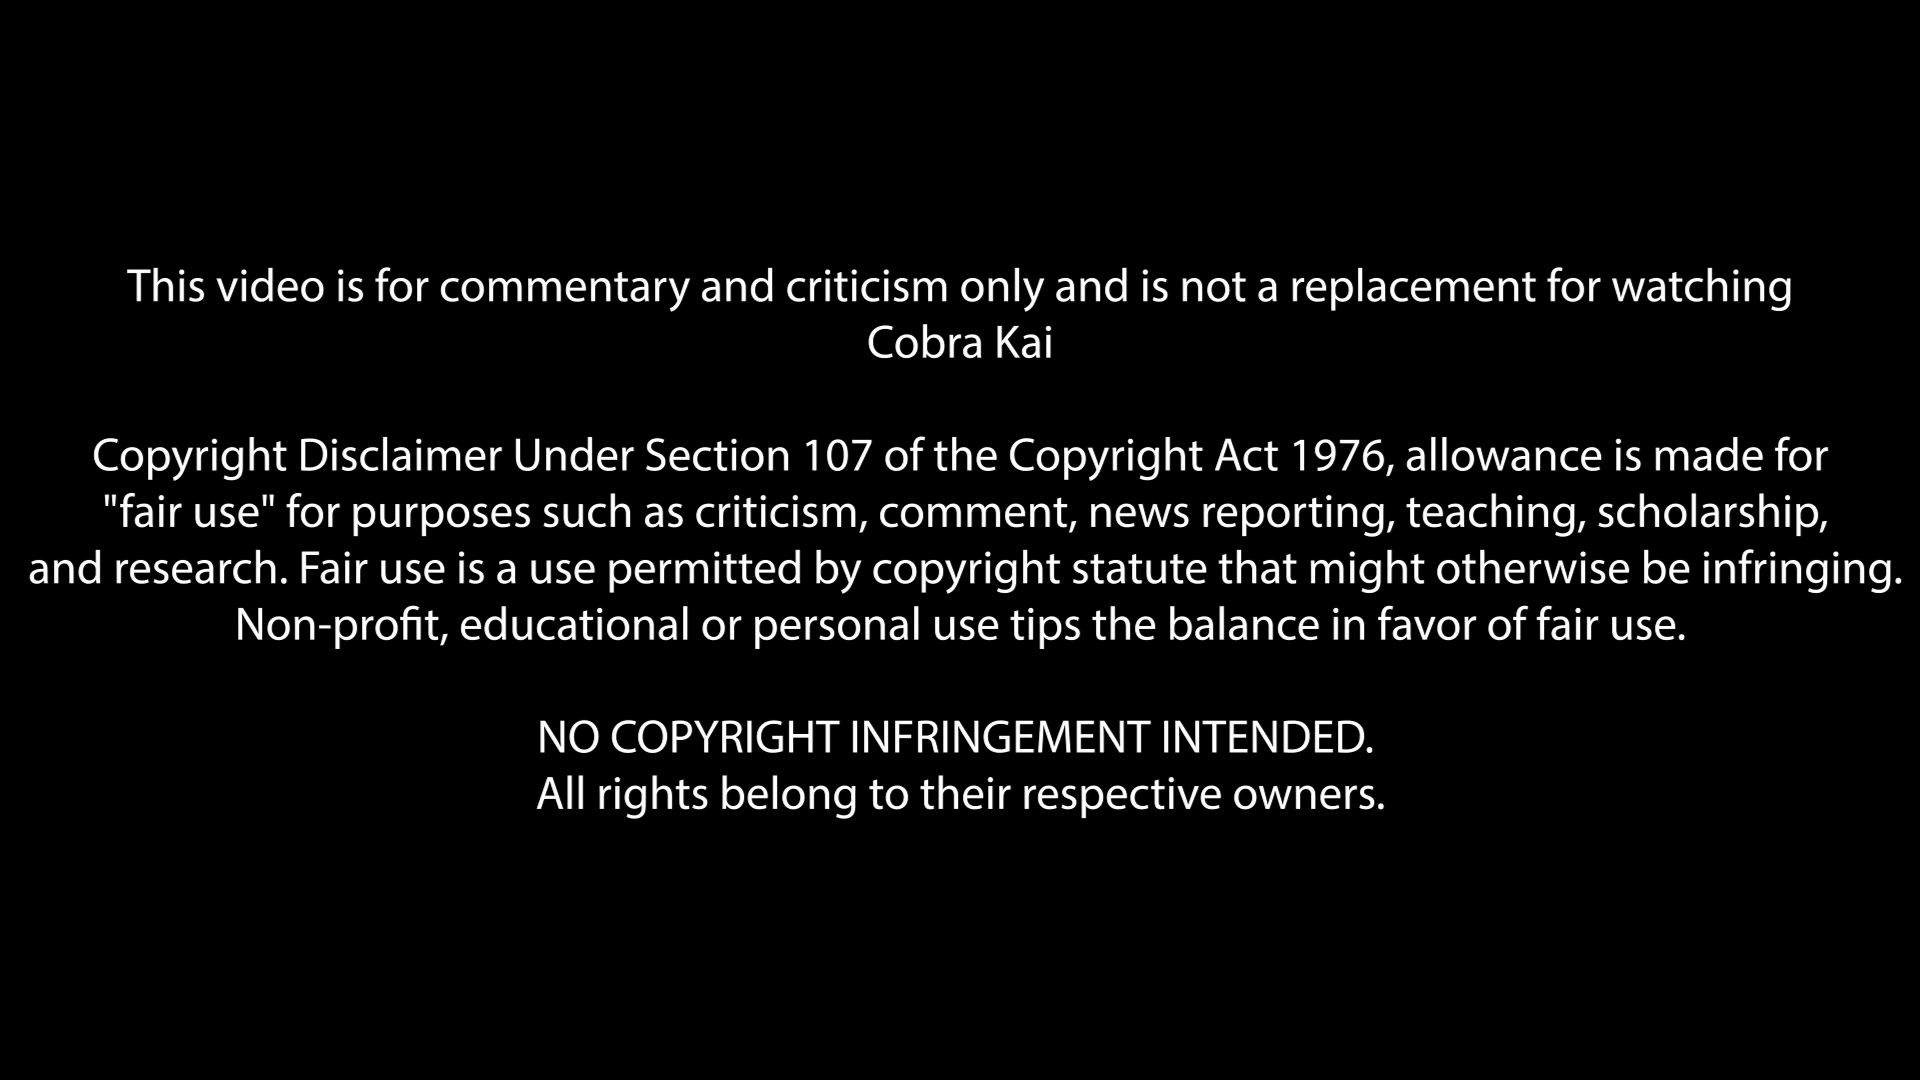 This video is for commentary and criticism only and is not a replacement for watching
Cobra Kai
Copyright Disclaimer Under Section 107 of the Copyright Act 1976, allowance is made for
"fair use" for purposes such as criticism, comment, news reporting, teaching, scholarship,
and research. Fair use is a use permitted by copyright statute that might otherwise be infringing.
Non-profit, educational or personal use tips the balance in favor of fair use.
NO COPYRIGHT INFRINGEMENT INTENDED.
All rights belong to their respective owners.